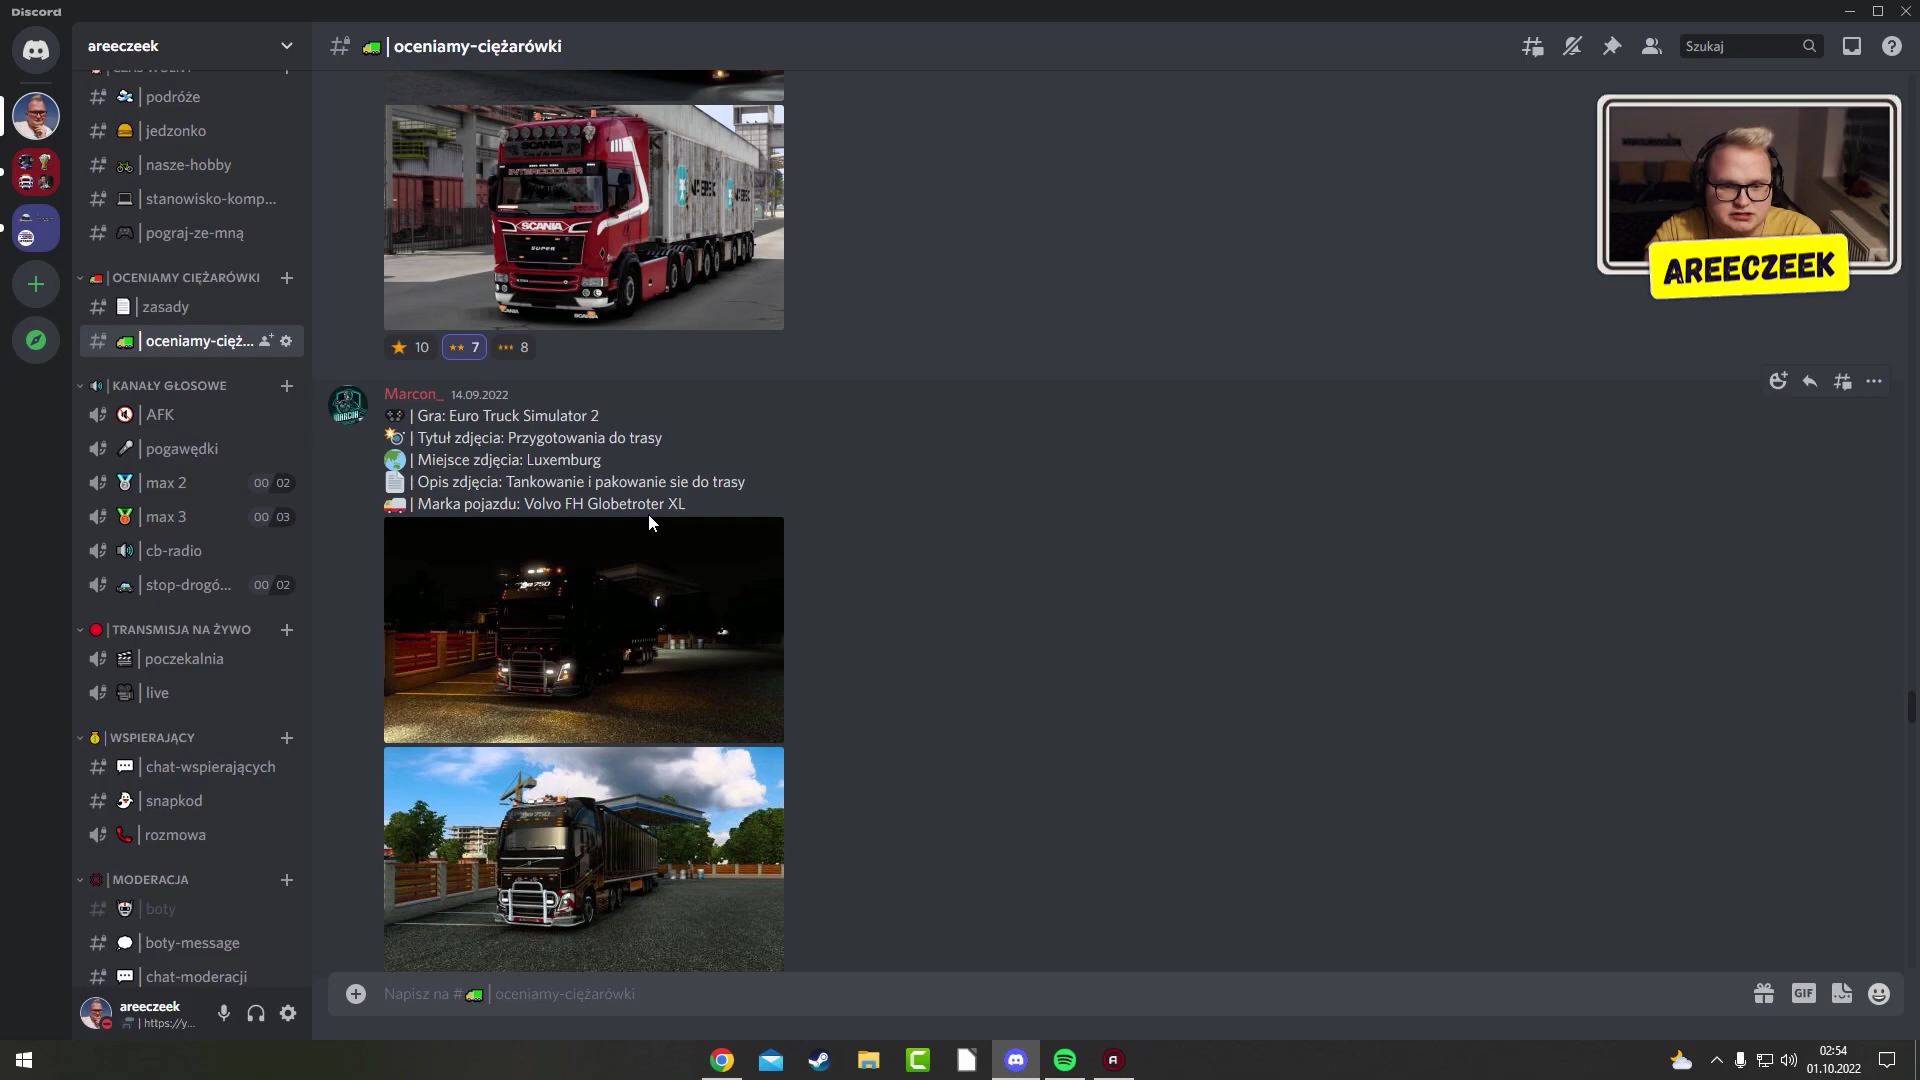 Discord
areeczeek
| oceniamy-ciężarówki
Szukaj
| podróże
| jedzonko
| nasze-hobby
| stanowisko-komp...
| pograj-ze-mną
| OCENIAMY CIĘŻARÓWKI
| zasady
| oceniamy-cięż...
| KANAŁY GŁOSOWE
| AFK
| pogawędki
| max 2
00 02
| max 3
00 03
| cb-radio
| stop-drogó...
00 02
| TRANSMISJA NA ŻYWO
| poczekalnia
| live
| WSPIERAJĄCY
| chat-wspierających
| snapkod
| rozmowa
| MODERACJA
| boty
| boty-message
| chat-moderacji
areeczeek
| https://y...
INTERCOOLER
SCANIA
SUPER
10
7
8
Marcon_ 14.09.2022
| Gra: Euro Truck Simulator 2
| Tytuł zdjęcia: Przygotowania do trasy
| Miejsce zdjęcia: Luxemburg
| Opis zdjęcia: Tankowanie i pakowanie sie do trasy
| Marka pojazdu: Volvo FH Globetroter XL
Napisz na # | oceniamy-ciężarówki
GIF
AREECZEEK
02:54
01.10.2022